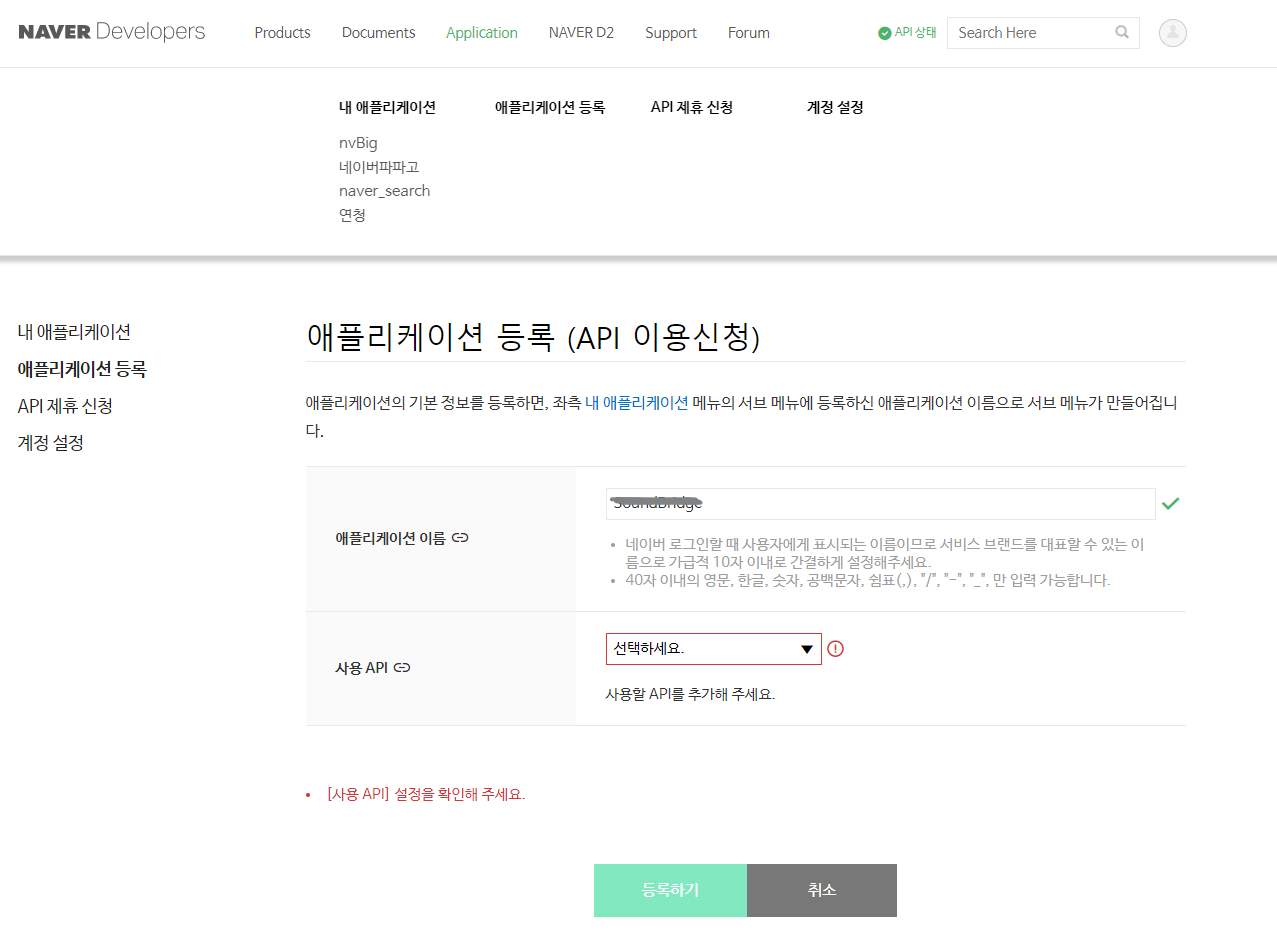 NAVER Developers
Products Documents Application NAVER D2 Support Forum
API 상태
Search Here
내 애플리케이션 애플리케이션 등록 API 제휴 신청 계정 설정
nvBig
네이버파파고
naver_search
연청
내 애플리케이션
애플리케이션 등록
API 제휴 신청
계정 설정
애플리케이션 등록 (API 이용신청)
애플리케이션의 기본 정보를 등록하면, 좌측 내 애플리케이션 메뉴의 서브 메뉴에 등록하신 애플리케이션 이름으로 서브 메뉴가 만들어집니
다.
애플리케이션 이름
• 네이버 로그인할 때 사용자에게 표시되는 이름이므로 서비스 브랜드를 대표할 수 있는 이
름으로 가급적 10자 이내로 간결하게 설정해주세요.
• 40자 이내의 영문, 한글, 숫자, 공백문자, 쉼표(,), "/", "-", "_", 만 입력 가능합니다.
사용 API
선택하세요.
사용할 API를 추가해 주세요.
• [사용 API] 설정을 확인해 주세요.
등록하기 취소